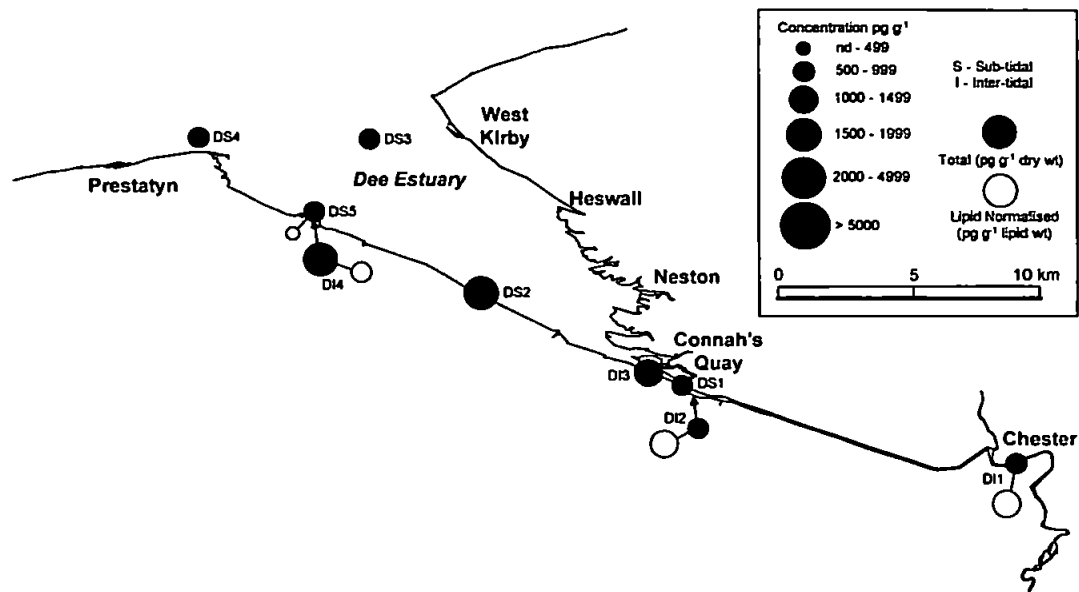 Concentration pg g⁻¹
nd - 499
500 - 999
1000 - 1499
1500 - 1999
2000 - 4999
> 5000
S - Sub-tidal
I - Inter-tidal
Total (pg g⁻¹ dry wt)
Lipid Normalised
(pg g⁻¹ lipid wt)
0 5 10 km
West
Kirby
DS4
DS3
Prestatyn
Dee Estuary
Heswall
DS5
DI4
DS2
Neston
Connah's
Quay
DI3
DS1
DI2
Chester
DI1